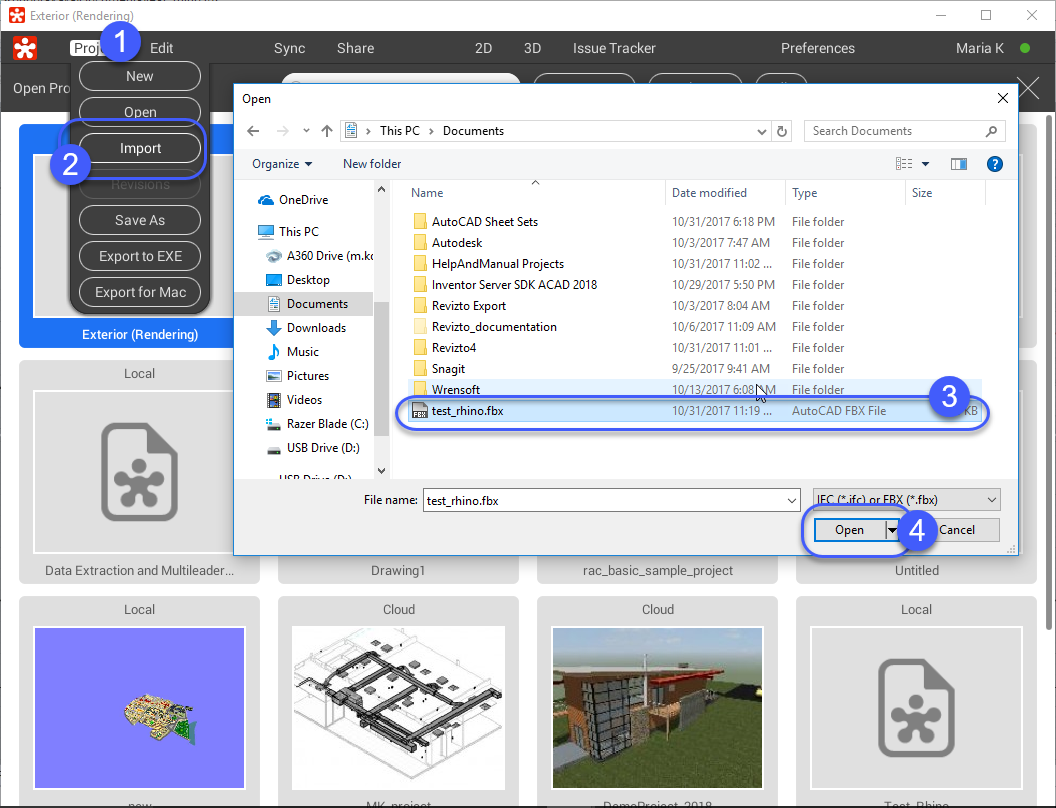 Exterior (Rendering)
1
Edit
Sync
Share
2D
3D
Issue Tracker
Preferences
Maria K
New
Open
2
Import
Revisions
Save As
Export to EXE
Export for Mac
Exterior (Rendering)
Open
This PC
Documents
Search Documents
Organize
New folder
OneDrive
This PC
A360 Drive (m.kc
Desktop
Documents
Downloads
Music
Pictures
Videos
Razer Blade (C:)
USB Drive (D:)
USB Drive (D:)
Name Date modified Type Size
AutoCAD Sheet Sets 10/31/2017 6:18 PM File folder
Autodesk 10/3/2017 7:47 AM File folder
HelpAndManual Projects 10/31/2017 11:02 ... File folder
Inventor Server SDK ACAD 2018 10/29/2017 5:50 PM File folder
Revizto Export 10/3/2017 8:04 AM File folder
Revizto_documentation 10/6/2017 11:09 AM File folder
Revizto4 10/31/2017 11:01 ... File folder
Snagit 9/25/2017 9:41 AM File folder
Wrensoft 10/13/2017 6:08 AM File folder
3
FBX test_rhino.fbx 10/31/2017 11:19 ... AutoCAD FBX File KB
File name: test_rhino.fbx
IFC (*.ifc) or FBX (*.fbx)
Open
4
Cancel
Local
Data Extraction and Multileader...
Drawing1
rac_basic_sample_project
Untitled
Local
Cloud
Cloud
Local
new
MK_project
DemoProject_2018
Test_Rhino